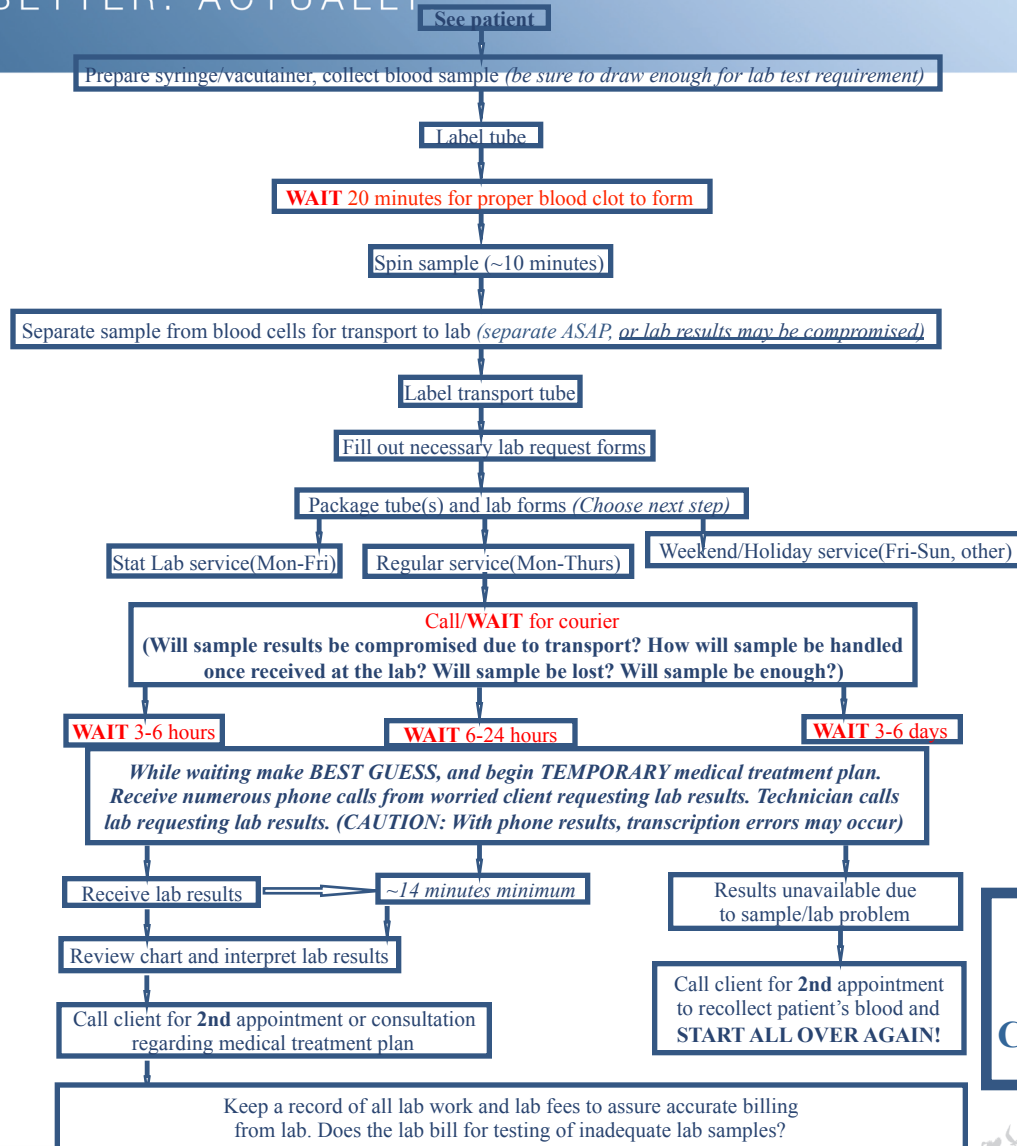 BETTER. ACTUALLY
See patient
Prepare syringe/vacutainer, collect blood sample (be sure to draw enough for lab test requirement)
Label tube
WAIT 20 minutes for proper blood clot to form
Spin sample (~10 minutes)
Separate sample from blood cells for transport to lab (separate ASAP, or lab results may be compromised)
Label transport tube
Fill out necessary lab request forms
Package tube(s) and lab forms (Choose next step)
Stat Lab service(Mon-Fri)
Regular service(Mon-Thurs)
Weekend/Holiday service(Fri-Sun, other)
Call/WAIT for courier
(Will sample results be compromised due to transport? How will sample be handled
once received at the lab? Will sample be lost? Will sample be enough?)
WAIT 3-6 hours
WAIT 6-24 hours
WAIT 3-6 days
While waiting make BEST GUESS, and begin TEMPORARY medical treatment plan.
Receive numerous phone calls from worried client requesting lab results. Technician calls
lab requesting lab results. (CAUTION: With phone results, transcription errors may occur)
Receive lab results
~14 minutes minimum
Results unavailable due
to sample/lab problem
Review chart and interpret lab results
Call client for 2nd appointment
to recollect patient’s blood and
START ALL OVER AGAIN!
Call client for 2nd appointment or consultation
regarding medical treatment plan
C
Keep a record of all lab work and lab fees to assure accurate billing
from lab. Does the lab bill for testing of inadequate lab samples?